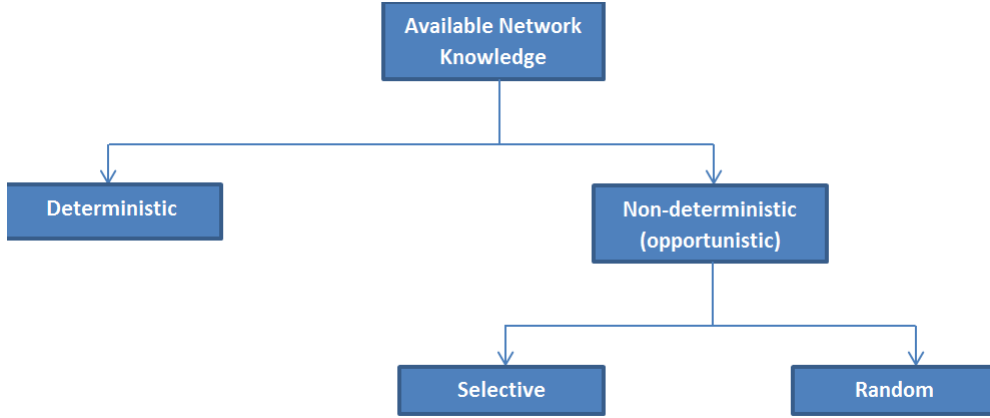 Available Network
Knowledge
Deterministic
Non-deterministic
(opportunistic)
Selective
Random